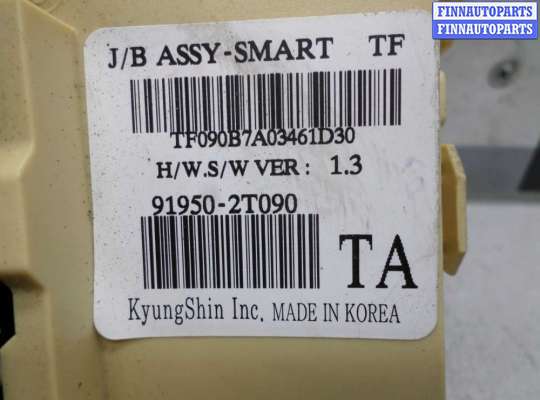 FINNAUTOPARTS
FINNAUTOPARTS
J/B ASSY-SMART TF
TF090B7A03461D30
H/W.S/W VER : 1.3
91950-2T090
TA
KyungShin Inc. MADE IN KOREA